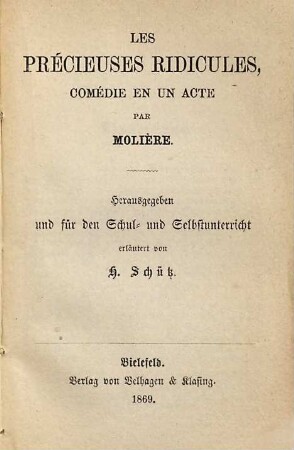 LES
PRÉCIEUSES RIDICULES,
COMÉDIE EN UN ACTE
PAR
MOLIÈRE.
Herausgegeben
und für den Schul- und Selbstunterricht
erläutert von
H. Schütz.
Bielefeld.
Verlag von Velhagen & Klasing.
1869.